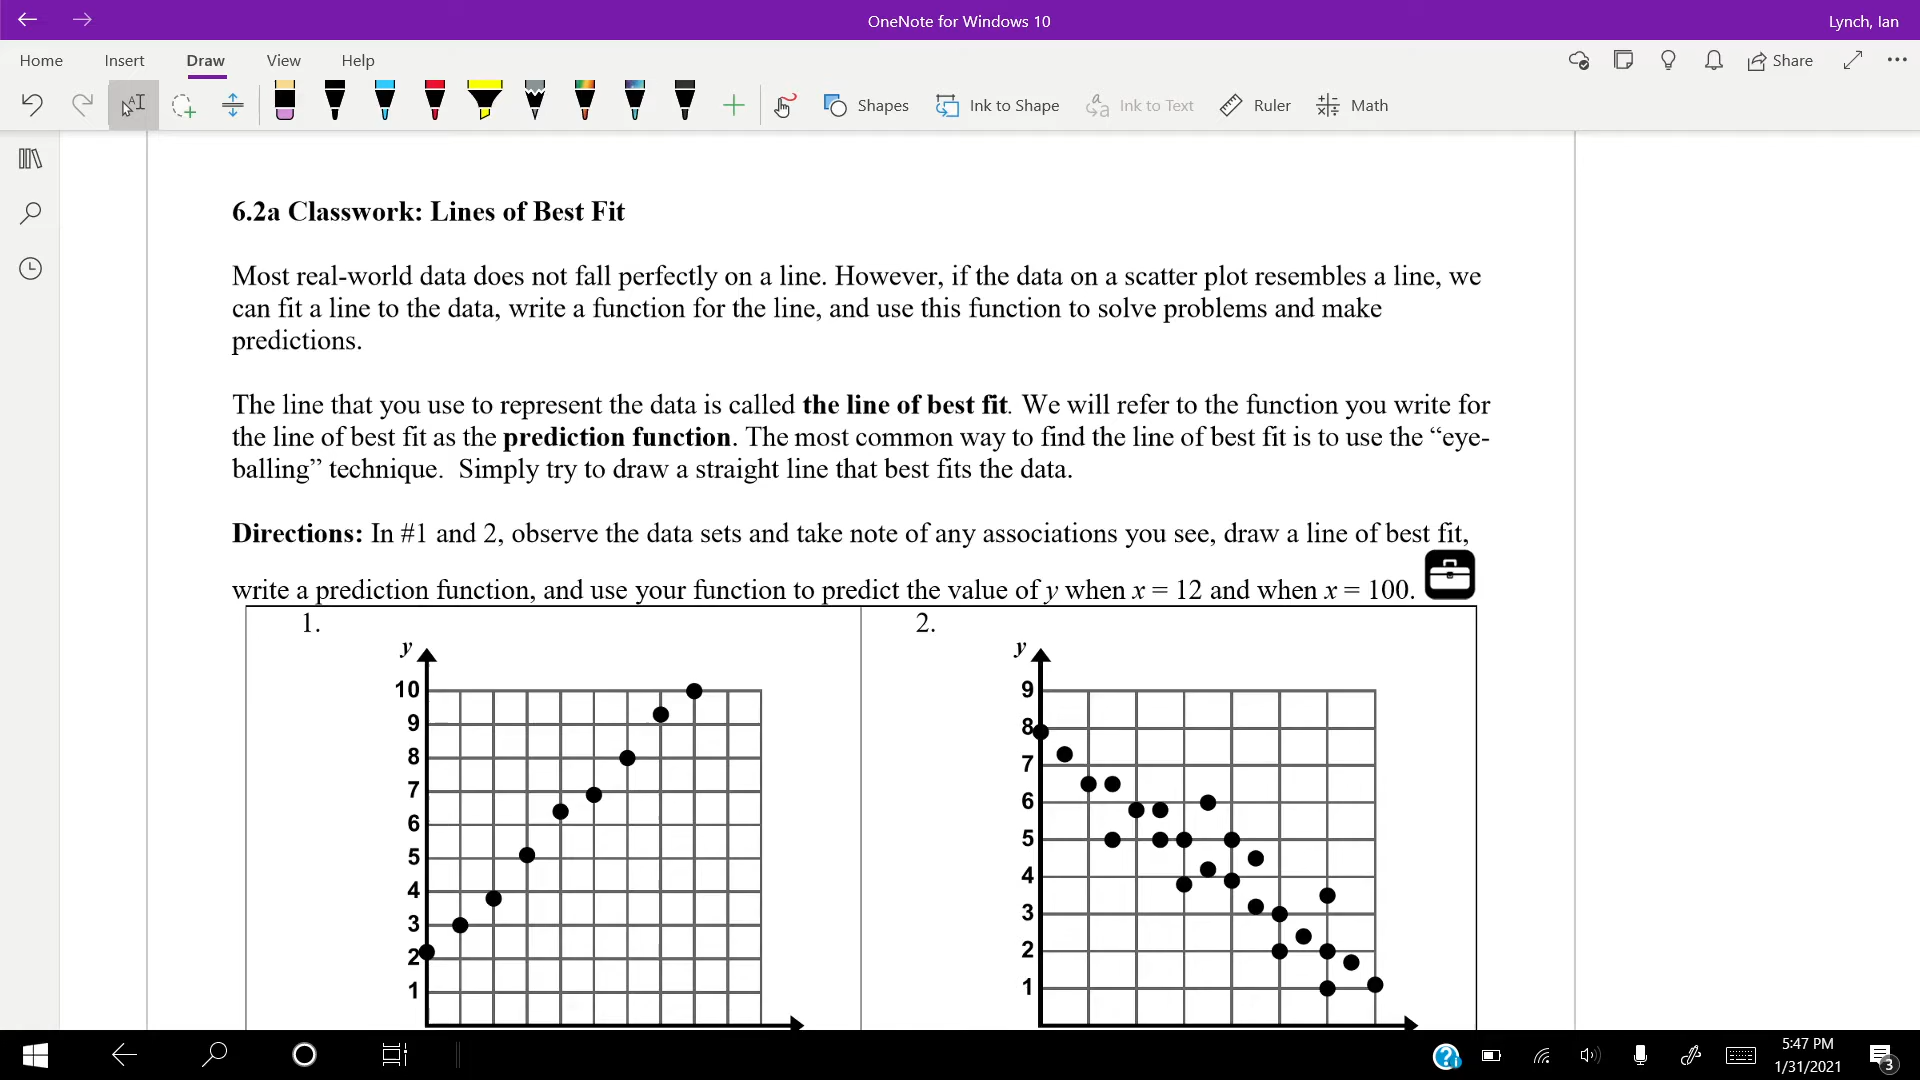 OneNote for Windows 10
Lynch, Ian
Home Insert Draw View Help
Share
Shapes Ink to Shape Ink to Text Ruler Math
6.2a Classwork: Lines of Best Fit
Most real-world data does not fall perfectly on a line. However, if the data on a scatter plot resembles a line, we
can fit a line to the data, write a function for the line, and use this function to solve problems and make
predictions.
The line that you use to represent the data is called the line of best fit. We will refer to the function you write for
the line of best fit as the prediction function. The most common way to find the line of best fit is to use the “eye-
balling” technique. Simply try to draw a straight line that best fits the data.
Directions: In #1 and 2, observe the data sets and take note of any associations you see, draw a line of best fit,
write a prediction function, and use your function to predict the value of y when x = 12 and when x = 100.
1.
y
10
9
8
7
6
5
4
3
2
1
2.
y
9
8
7
6
5
4
3
2
1
5:47 PM
1/31/2021
3